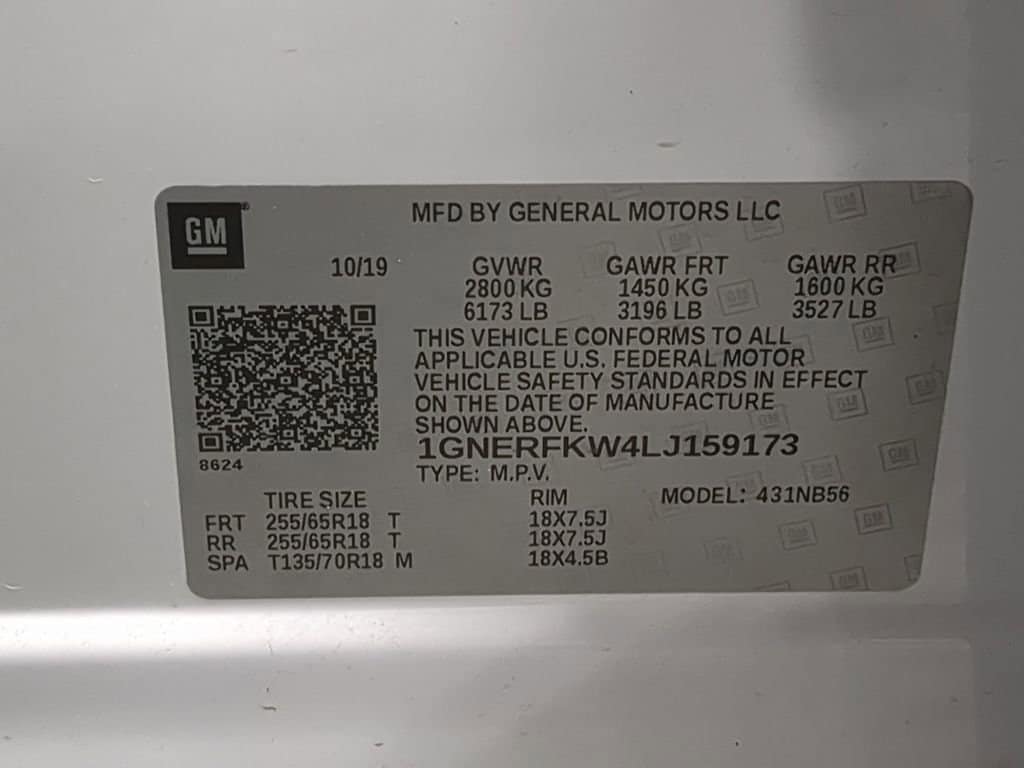 GM
MFD BY GENERAL MOTORS LLC
10/19 GVWR GAWR FRT GAWR RR
2800 KG 1450 KG 1600 KG
6173 LB 3196 LB 3527 LB
THIS VEHICLE CONFORMS TO ALL
APPLICABLE U.S. FEDERAL MOTOR
VEHICLE SAFETY STANDARDS IN EFFECT
ON THE DATE OF MANUFACTURE
SHOWN ABOVE.
1GNERFKW4LJ159173
8624
TYPE: M.P.V.
TIRE SIZE RIM MODEL: 431NB56
FRT 255/65R18 T 18X7.5J
RR 255/65R18 T 18X7.5J
SPA T135/70R18 M 18X4.5B